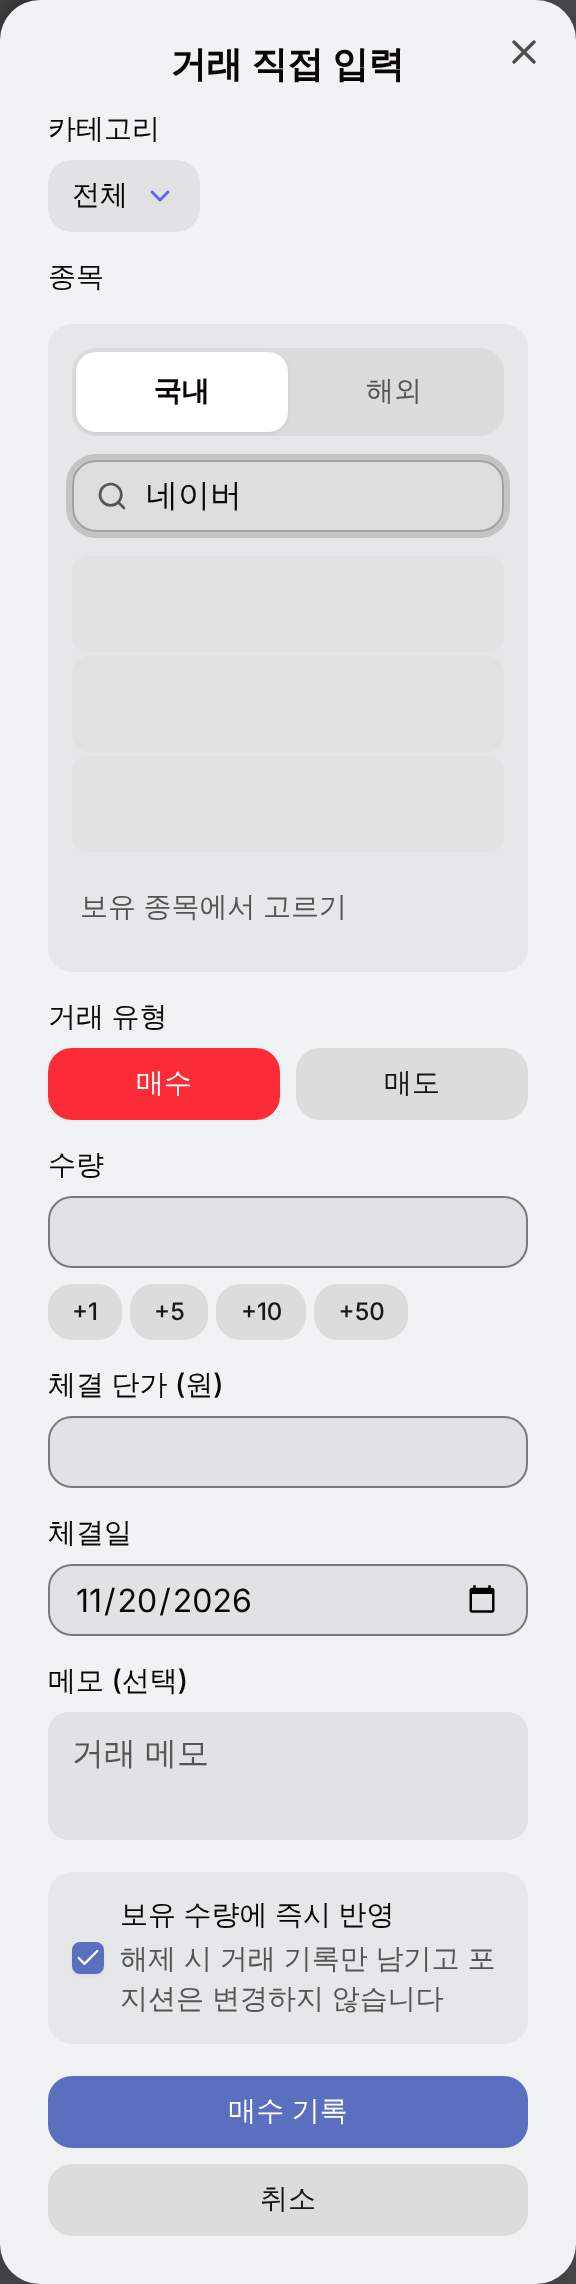 거래 직접 입력
카테고리
전체
종목
국내
해외
네이버
보유 종목에서 고르기
거래 유형
매수
매도
수량
+1
+5
+10
+50
체결 단가 (원)
체결일
11/20/2026
메모 (선택)
거래 메모
보유 수량에 즉시 반영
해제 시 거래 기록만 남기고 포
지션은 변경하지 않습니다
매수 기록
취소